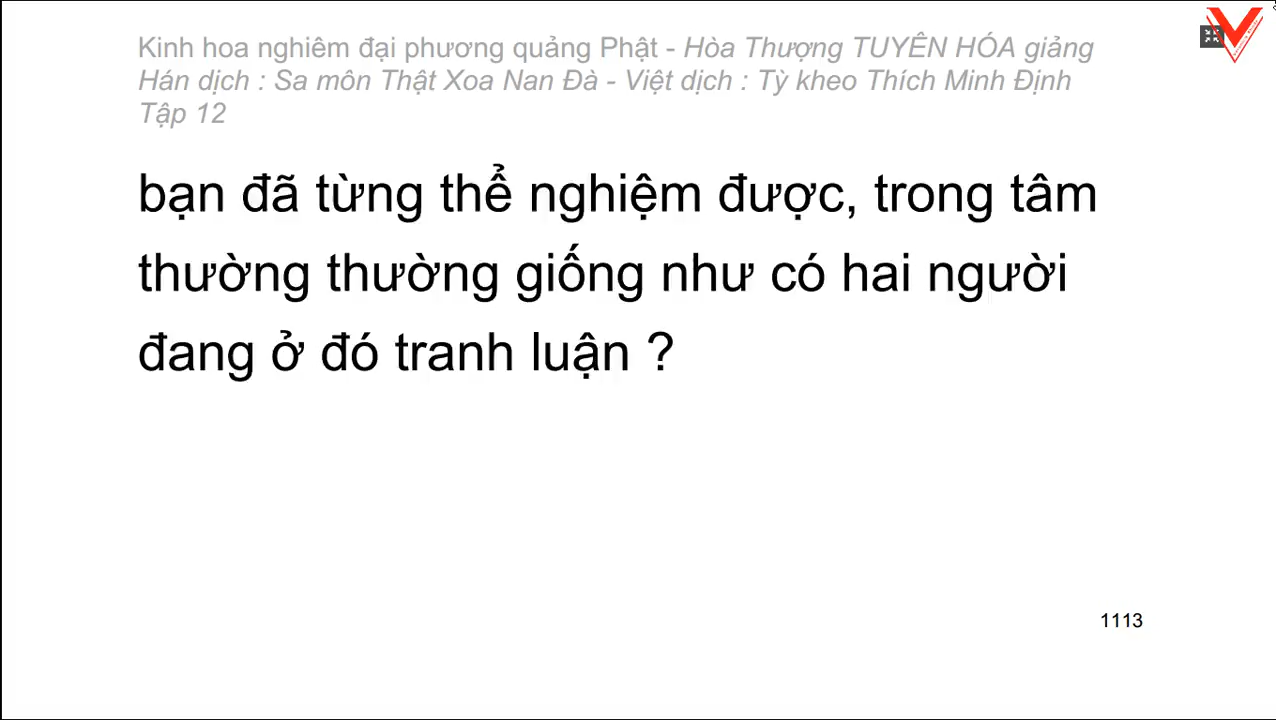 Kinh hoa nghiêm đại phương quảng Phật - Hòa Thượng TUYÊN HÓA giảng
Hán dịch : Sa môn Thật Xoa Nan Đà - Việt dịch : Tỳ kheo Thích Minh Định
Tập 12
bạn đã từng thể nghiệm được, trong tâm
thường thường giống như có hai người
đang ở đó tranh luận ?
1113